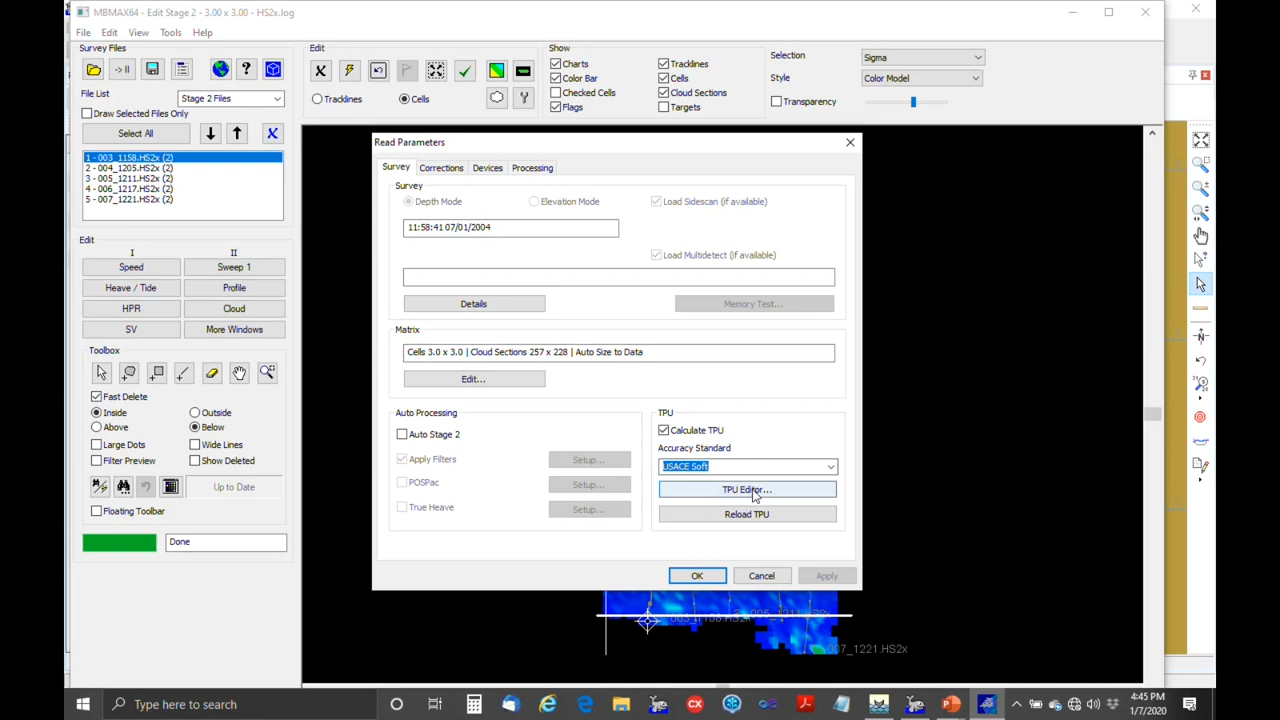 MBMAX64 - Edit Stage 2 - 3.00 x 3.00 - HS2x.log
File Edit View Tools Help
Survey Files
File List
Stage 2 Files
Draw Selected Files Only
Select All
1 - 003_1158.HS2x (2)
2 - 004_1205.HS2x (2)
3 - 005_1211.HS2x (2)
4 - 006_1217.HS2x (2)
5 - 007_1221.HS2x (2)
Edit
I II
Speed Sweep 1
Heave / Tide Profile
HPR Cloud
SV More Windows
Toolbox
Fast Delete
Inside Outside
Above Below
Large Dots Wide Lines
Filter Preview Show Deleted
Up to Date
Floating Toolbar
Done
Edit
Tracklines Cells
Show
Charts Tracklines
Color Bar Cells
Checked Cells Cloud Sections
Flags Targets
Selection Sigma
Style Color Model
Transparency
Read Parameters
Survey Corrections Devices Processing
Survey
Depth Mode Elevation Mode Load Sidescan (if available)
11:58:41 07/01/2004
Load Multidetect (if available)
Details Memory Test...
Matrix
Cells 3.0 x 3.0 | Cloud Sections 257 x 228 | Auto Size to Data
Edit...
Auto Processing
Auto Stage 2
Apply Filters Setup...
POSPac Setup...
True Heave Setup...
TPU
Calculate TPU
Accuracy Standard
USACE Soft
TPU Editor...
Reload TPU
OK Cancel Apply
007_1221.HS2x
Type here to search
4:45 PM
1/7/2020